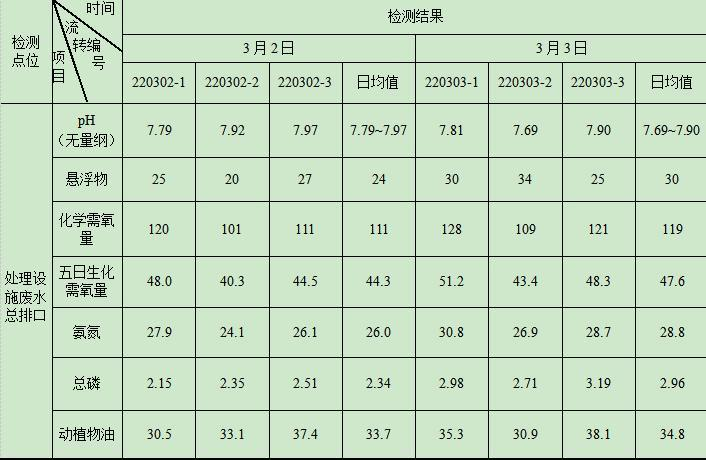 检测点位 时间 流转编号 项目 检测结果
3月2日 3月3日
220302-1 220302-2 220302-3 日均值 220303-1 220303-2 220303-3 日均值
处理设施废水总排口
pH（无量纲） 7.79 7.92 7.97 7.79~7.97 7.81 7.69 7.90 7.69~7.90
悬浮物 25 20 27 24 30 34 25 30
化学需氧量 120 101 111 111 128 109 121 119
五日生化需氧量 48.0 40.3 44.5 44.3 51.2 43.4 48.3 47.6
氨氮 27.9 24.1 26.1 26.0 30.8 26.9 28.7 28.8
总磷 2.15 2.35 2.51 2.34 2.98 2.71 3.19 2.96
动植物油 30.5 33.1 37.4 33.7 35.3 30.9 38.1 34.8